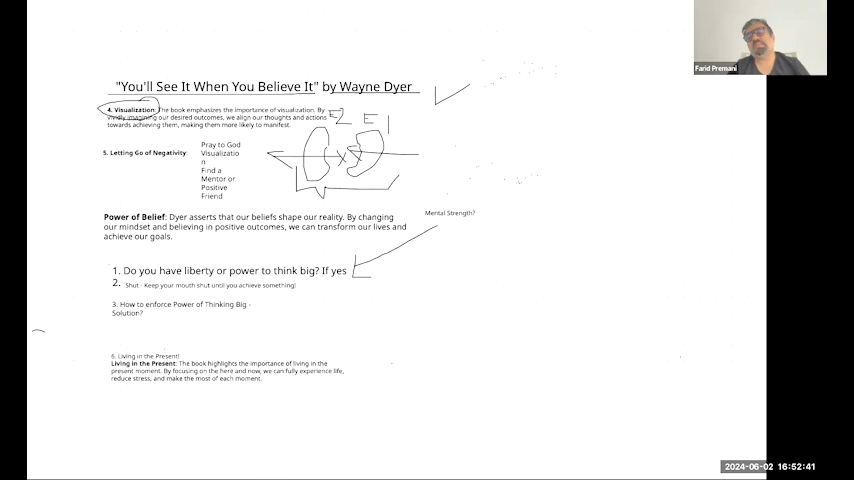 Farid Premani
"You'll See It When You Believe It" by Wayne Dyer
4. Visualization: The book emphasizes the importance of visualization. By
vividly imagining our desired outcomes, we align our thoughts and actions
towards achieving them, making them more likely to manifest.
E2 E1
5. Letting Go of Negativity:
Pray to God
Visualizatio
n
Find a
Mentor or
Positive
Friend
Power of Belief: Dyer asserts that our beliefs shape our reality. By changing
our mindset and believing in positive outcomes, we can transform our lives and
achieve our goals.
Mental Strength?
1. Do you have liberty or power to think big? If yes
2. Shut - Keep your mouth shut until you achieve something!
3. How to enforce Power of Thinking Big -
Solution?
6. Living in the Present!
Living in the Present: The book highlights the importance of living in the
present moment. By focusing on the here and now, we can fully experience life,
reduce stress, and make the most of each moment.
2024-06-02 16:52:41